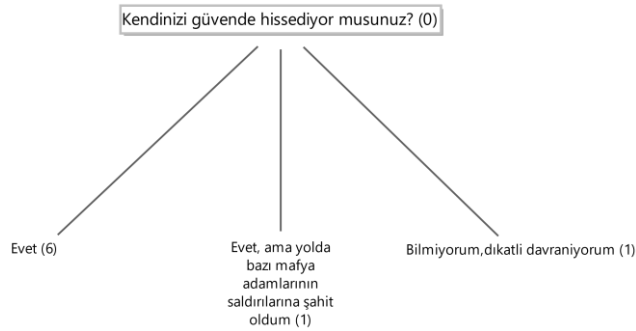 Kendinizi güvende hissediyor musunuz? (0)
Evet (6)
Evet, ama yolda
bazı mafya
adamlarının
saldırılarına şahit
oldum (1)
Bilmiyorum,dıkatli davraniyorum (1)